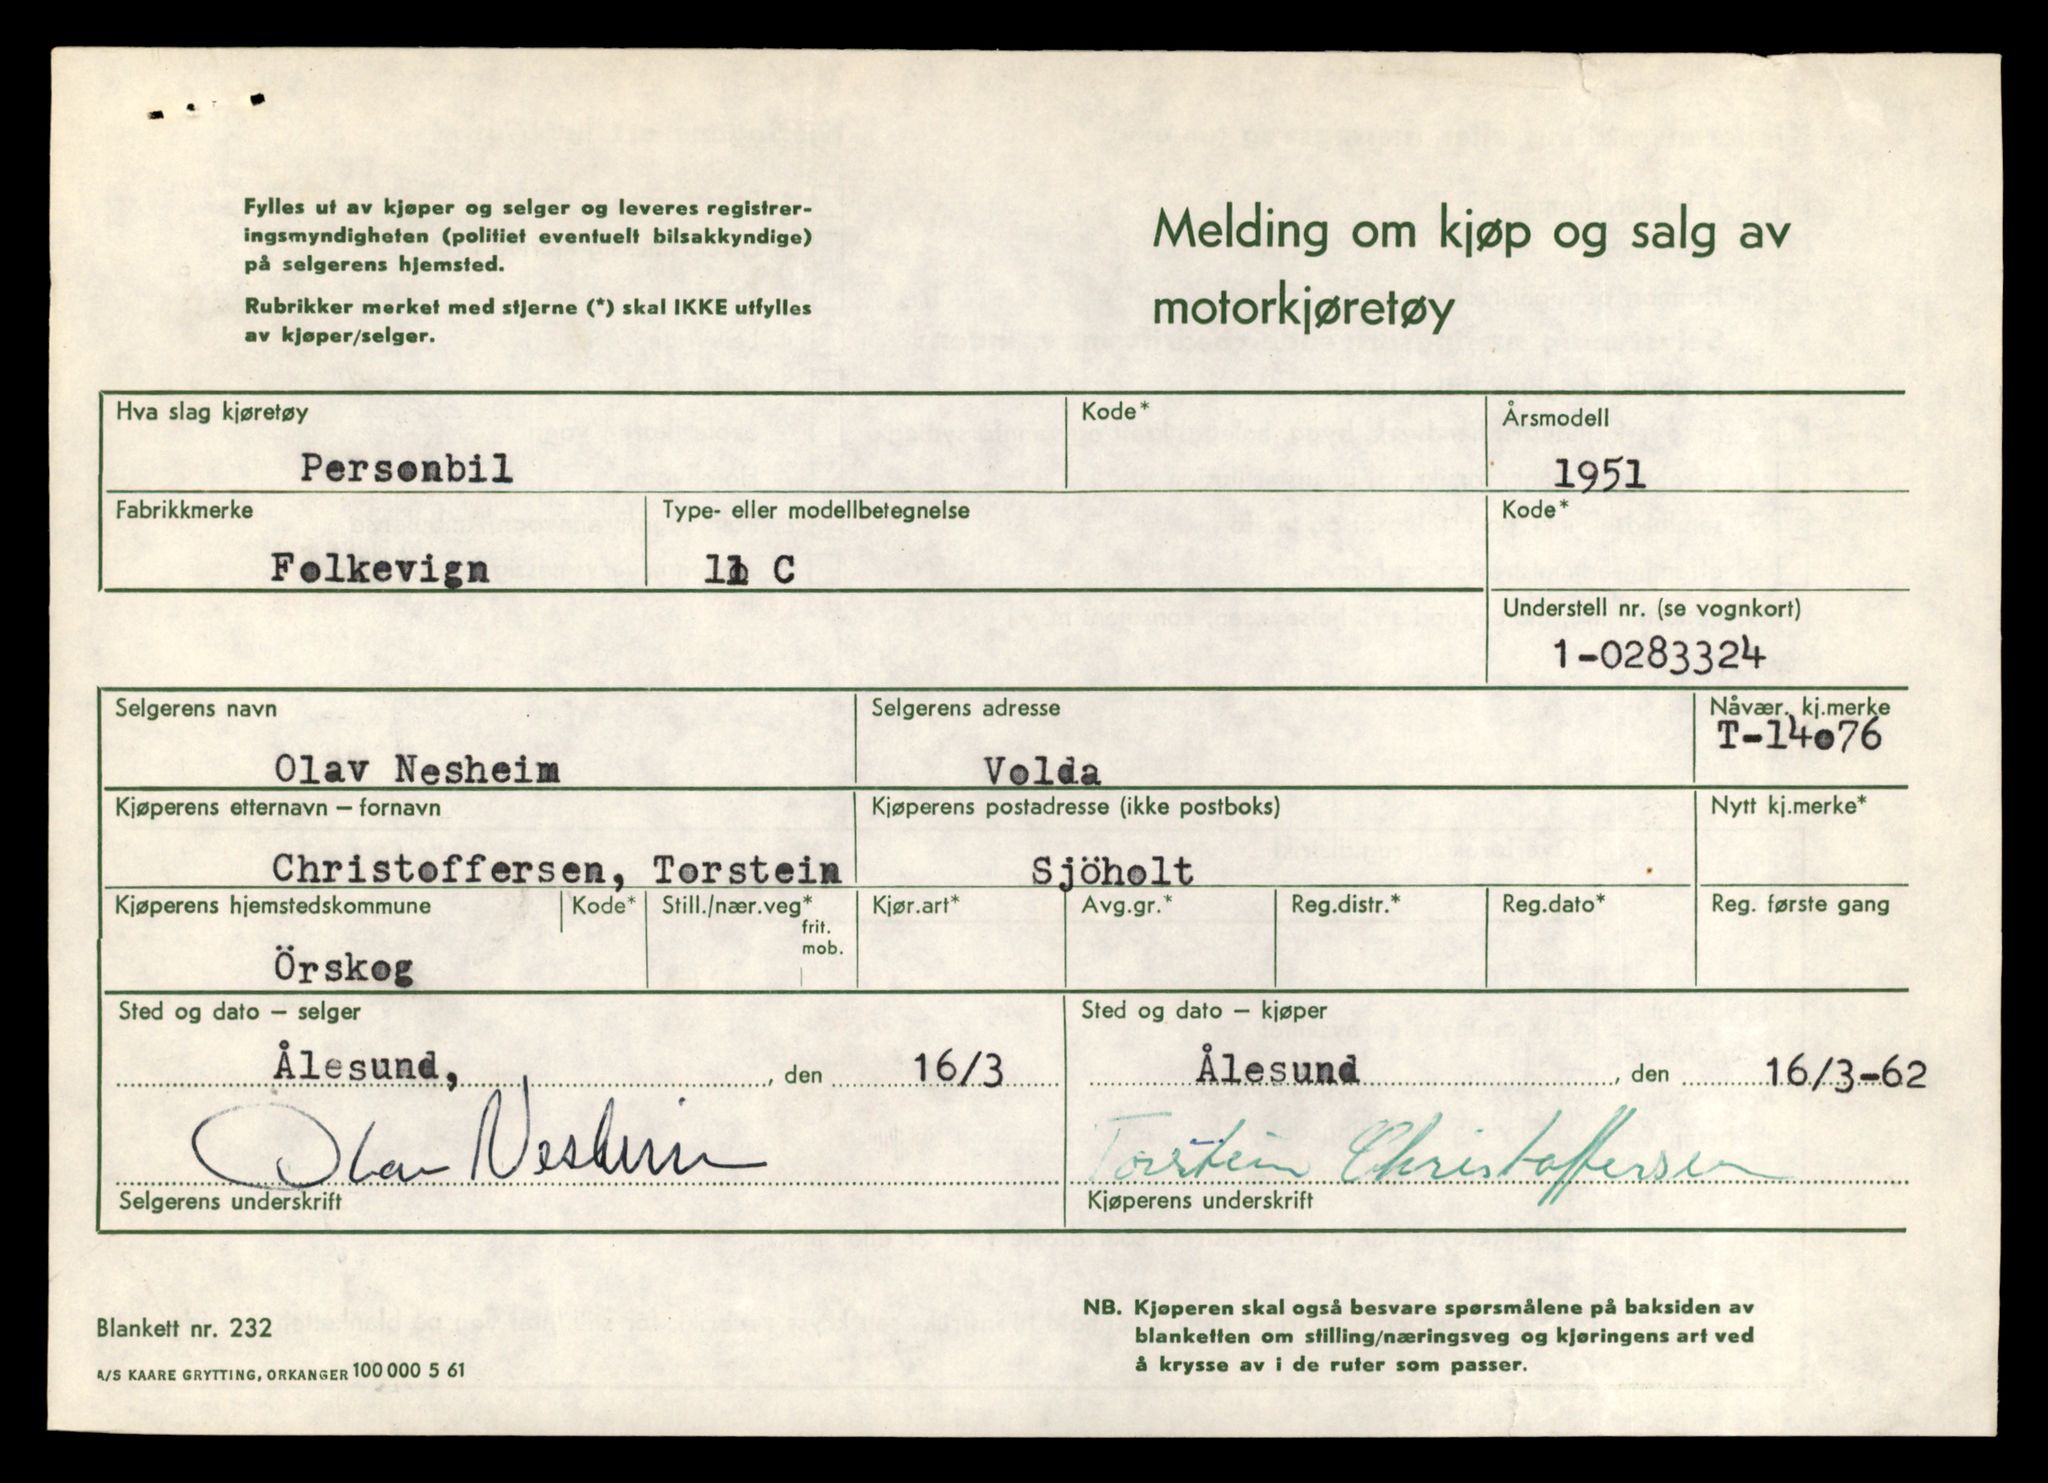 Fylles ut av kjøper og selger og leveres registrer-
ingsmyndigheten (politiet eventuelt bilsakkyndige)
på selgerens hjemsted.
Rubrikker merket med stjerne (*) skal IKKE utfylles
av kjøper/selger.
Melding om kjøp og salg av
motorkjøretøy
Hva slag kjøretøy
Kode*
Årsmodell
Personbil
1951
Fabrikkmerke
Type- eller modellbetegnelse
Kode*
Folkevign
11 C
Understell nr. (se vognkort)
1-0283324
Selgerens navn
Selgerens adresse
Nåvær. kj.merke
Olav Nesheim
Volda
T-14076
Kjøperens etternavn – fornavn
Kjøperens postadresse (ikke postboks)
Nytt kj.merke*
Christoffersen, Torstein
Sjöholt
Kjøperens hjemstedskommune
Kode*
Still./nær.veg*
frit.
mob.
Kjør.art*
Avg.gr.*
Reg.distr.*
Reg.dato*
Reg. første gang
Örskog
Sted og dato – selger
Sted og dato – kjøper
Ålesund, , den 16/3
Ålesund , den 16/3-62
Olav Nesheim
Torstein Christoffersen
Selgerens underskrift
Kjøperens underskrift
Blankett nr. 232
A/S KAARE GRYTTING, ORKANGER 100 000 5 61
NB. Kjøperen skal også besvare spørsmålene på baksiden av
blanketten om stilling/næringsveg og kjøringens art ved
å krysse av i de ruter som passer.